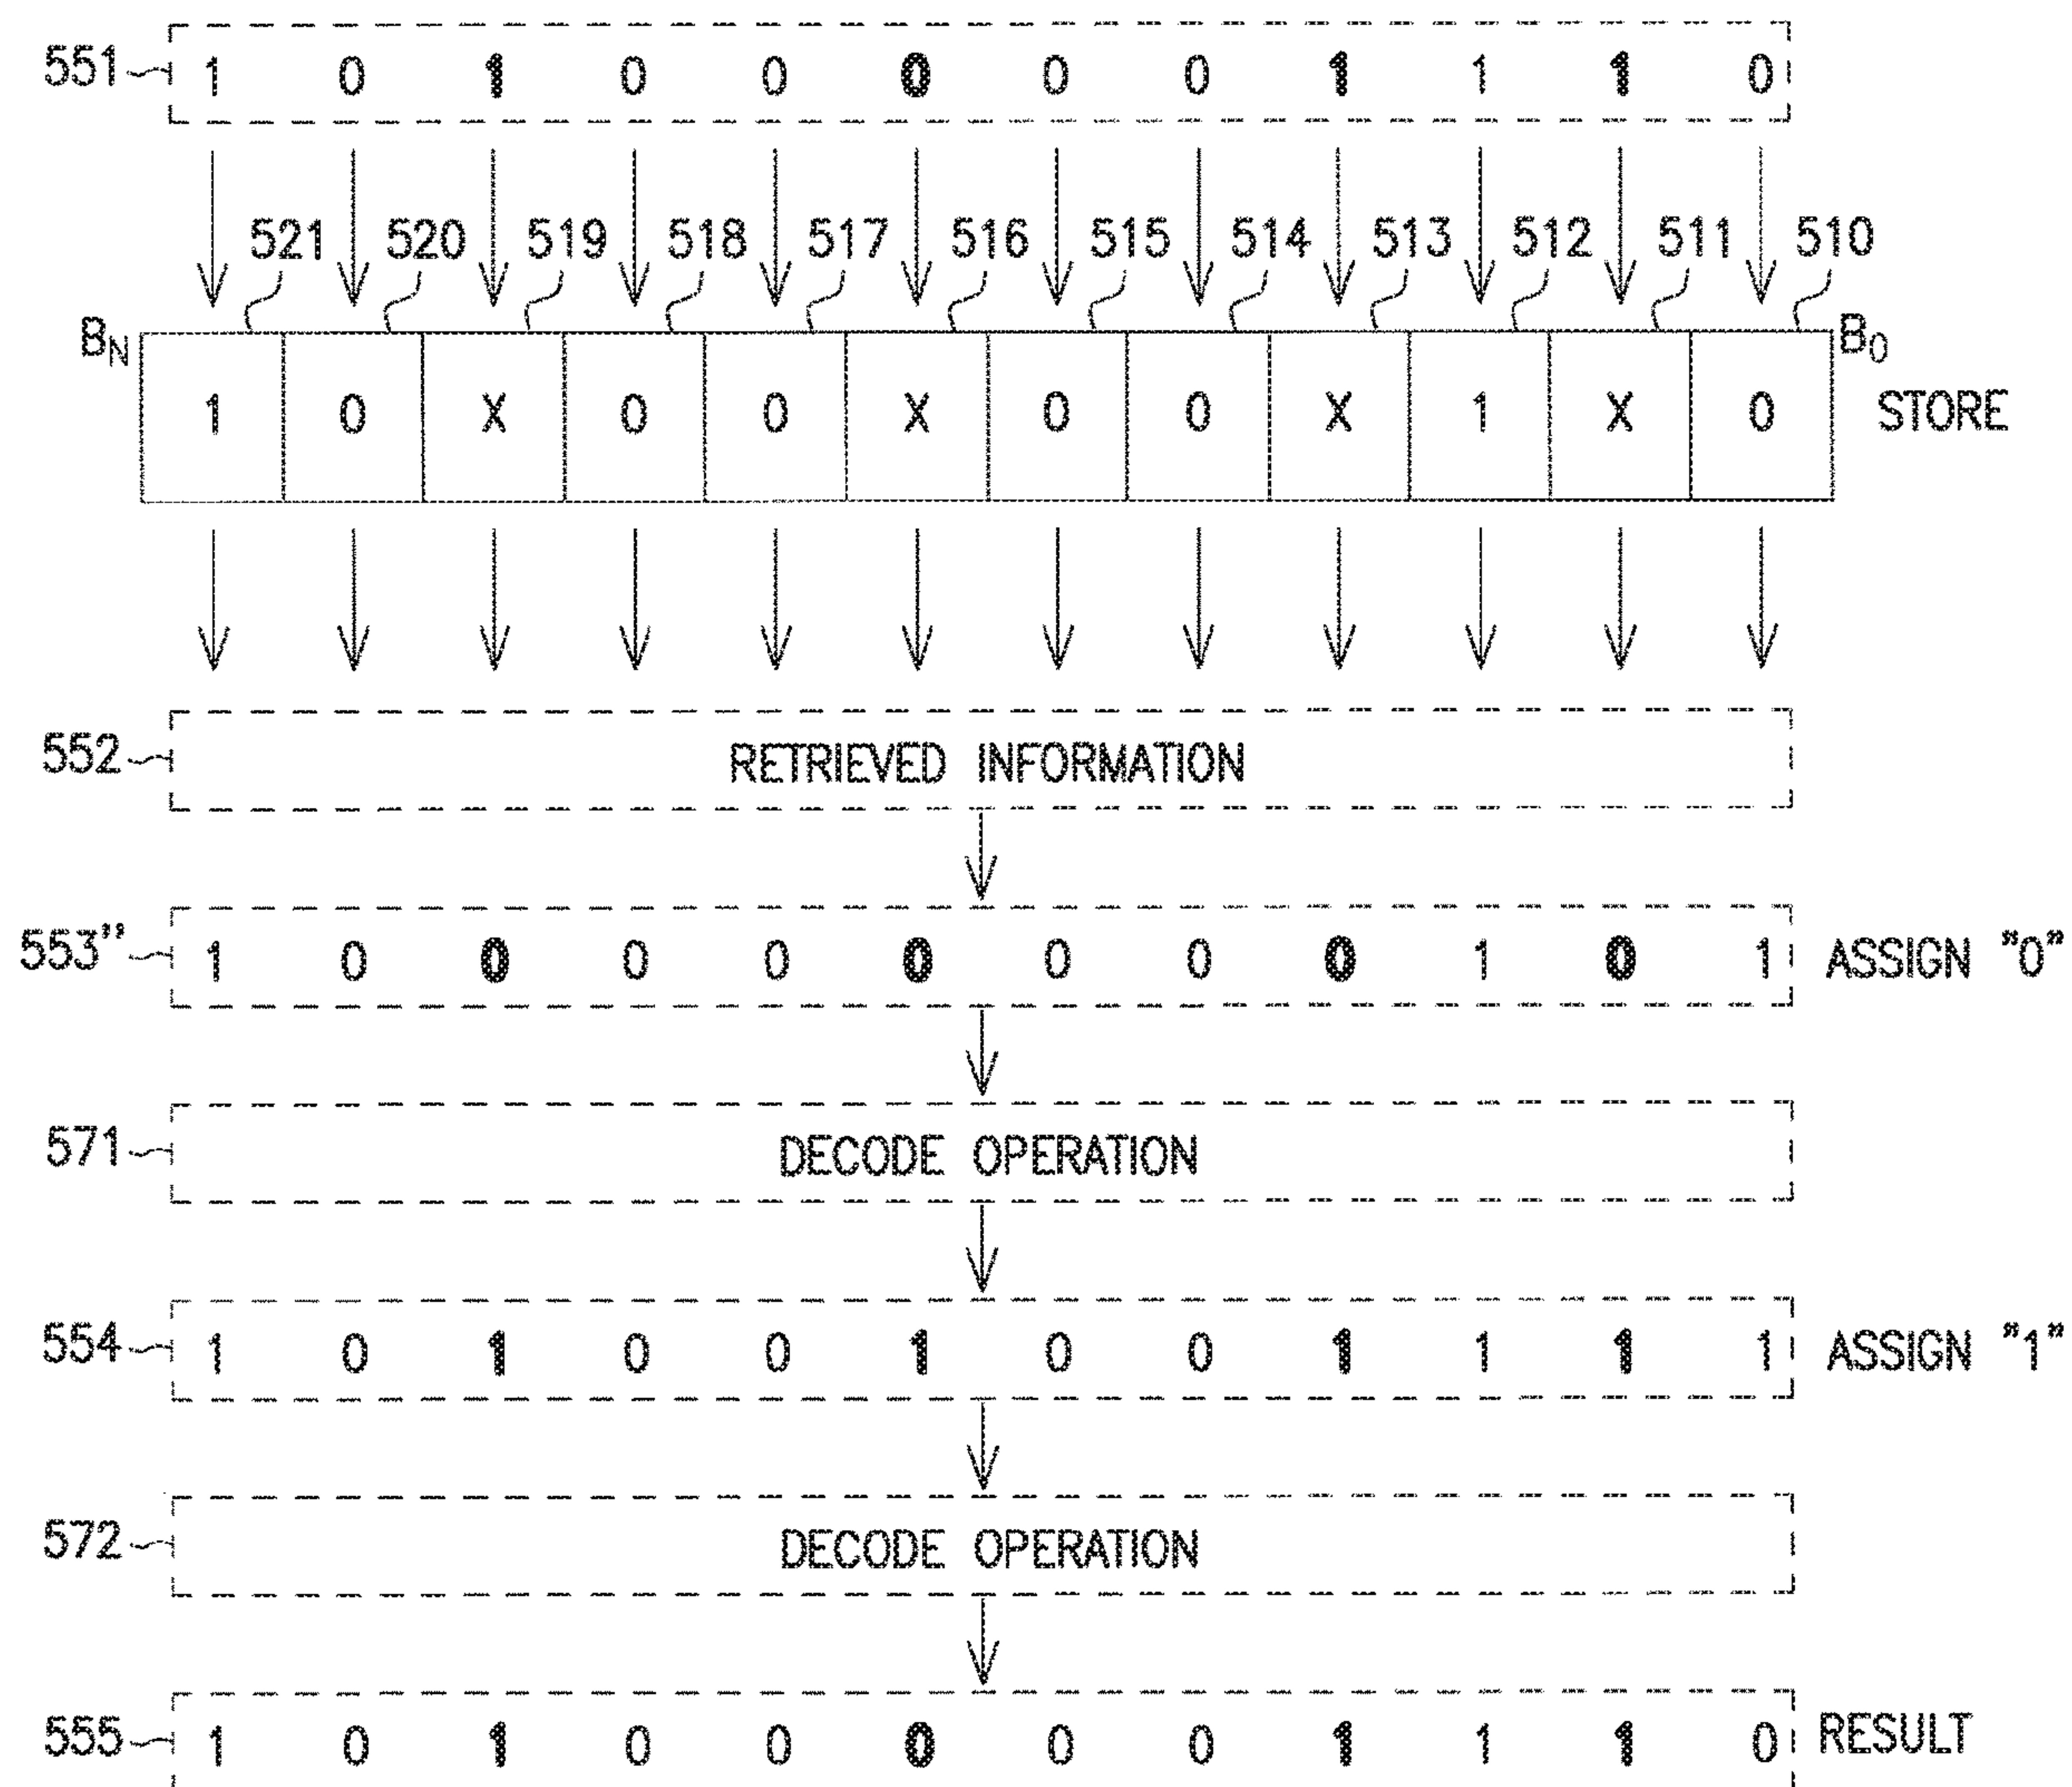 551 1 0 1 0 0 0 0 0 1 1 1 0
521 520 519 518 517 516 515 514 513 512 511 510
BN B0
1 0 X 0 0 X 0 0 X 1 X 0 STORE
552 RETRIEVED INFORMATION
553" 1 0 0 0 0 0 0 0 0 1 0 1 ASSIGN "0"
571 DECODE OPERATION
554 1 0 1 0 0 1 0 0 1 1 1 1 ASSIGN "1"
572 DECODE OPERATION
555 1 0 1 0 0 0 0 0 1 1 1 0 RESULT